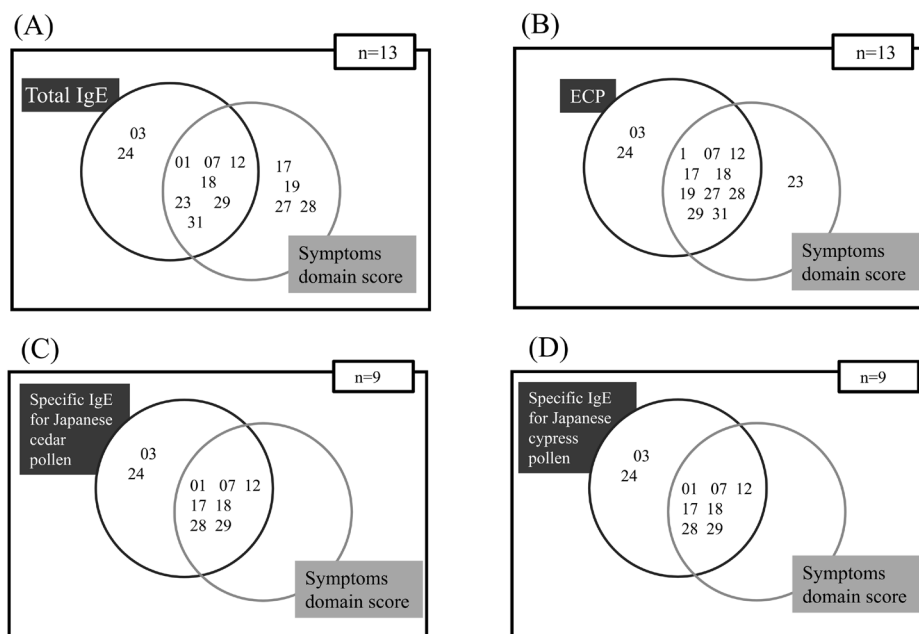 (A)
n=13
Total IgE
03
24
01 07 12
18
23 29
31
17
19
27 28
Symptoms
domain score
(B)
n=13
ECP
03
24
1 07 12
17 18
19 27 28
29 31
23
Symptoms
domain score
(C)
n=9
Specific IgE
for Japanese
cedar
pollen
03
24
01 07 12
17 18
28 29
Symptoms
domain score
(D)
n=9
Specific IgE
for Japanese
cypress
pollen
03
24
01 07 12
17 18
28 29
Symptoms
domain score